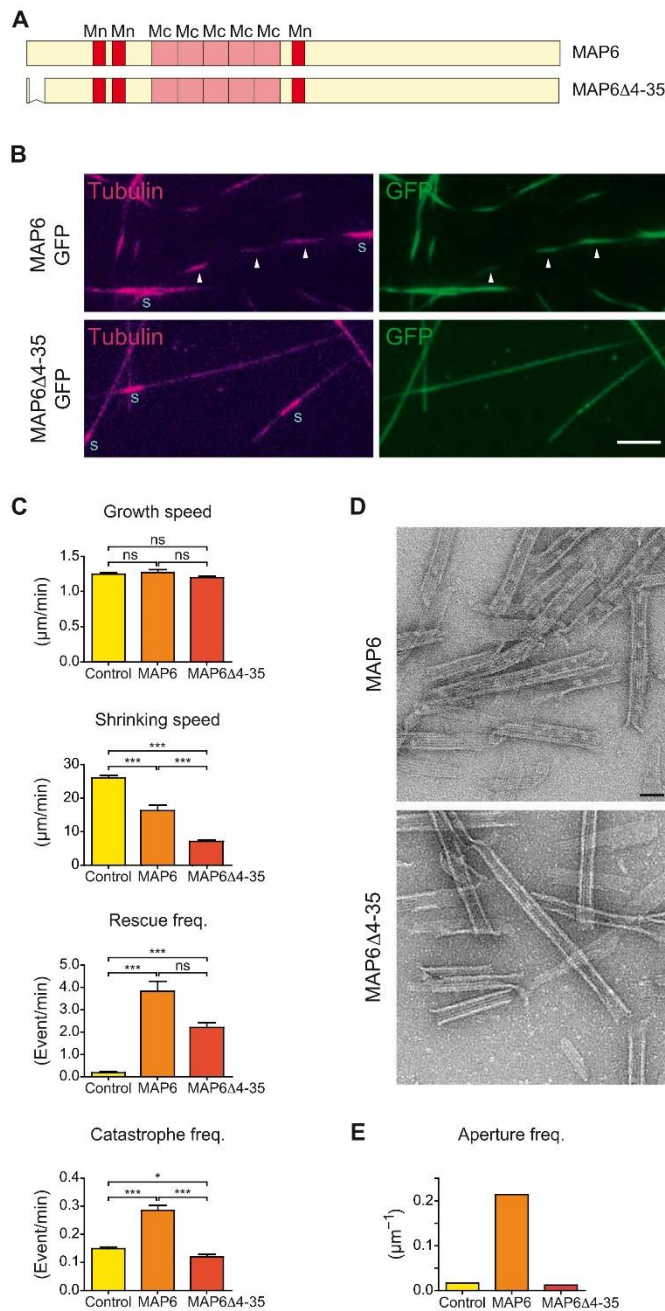 A
Mn Mn Mc Mc Mc Mc Mc Mn
MAP6
MAP6Δ4-35
B
MAP6
GFP
Tubulin
S
S
GFP
MAP6Δ4-35
GFP
Tubulin
S
S
S
GFP
C
Growth speed
(μm/min)
1.5
1.0
0.5
0.0
ns
ns
ns
Control MAP6 MAP6Δ4-35
Shrinking speed
(μm/min)
30
20
10
0
***
***
***
Control MAP6 MAP6Δ4-35
Rescue freq.
(Event/min)
5.0
4.0
3.0
2.0
1.0
0.0
***
***
ns
Control MAP6 MAP6Δ4-35
Catastrophe freq.
(Event/min)
0.4
0.3
0.2
0.1
0.0
*
***
***
Control MAP6 MAP6Δ4-35
D
MAP6
MAP6Δ4-35
E
Aperture freq.
(μm⁻¹)
0.2
0.1
0.0
Control MAP6 MAP6Δ4-35